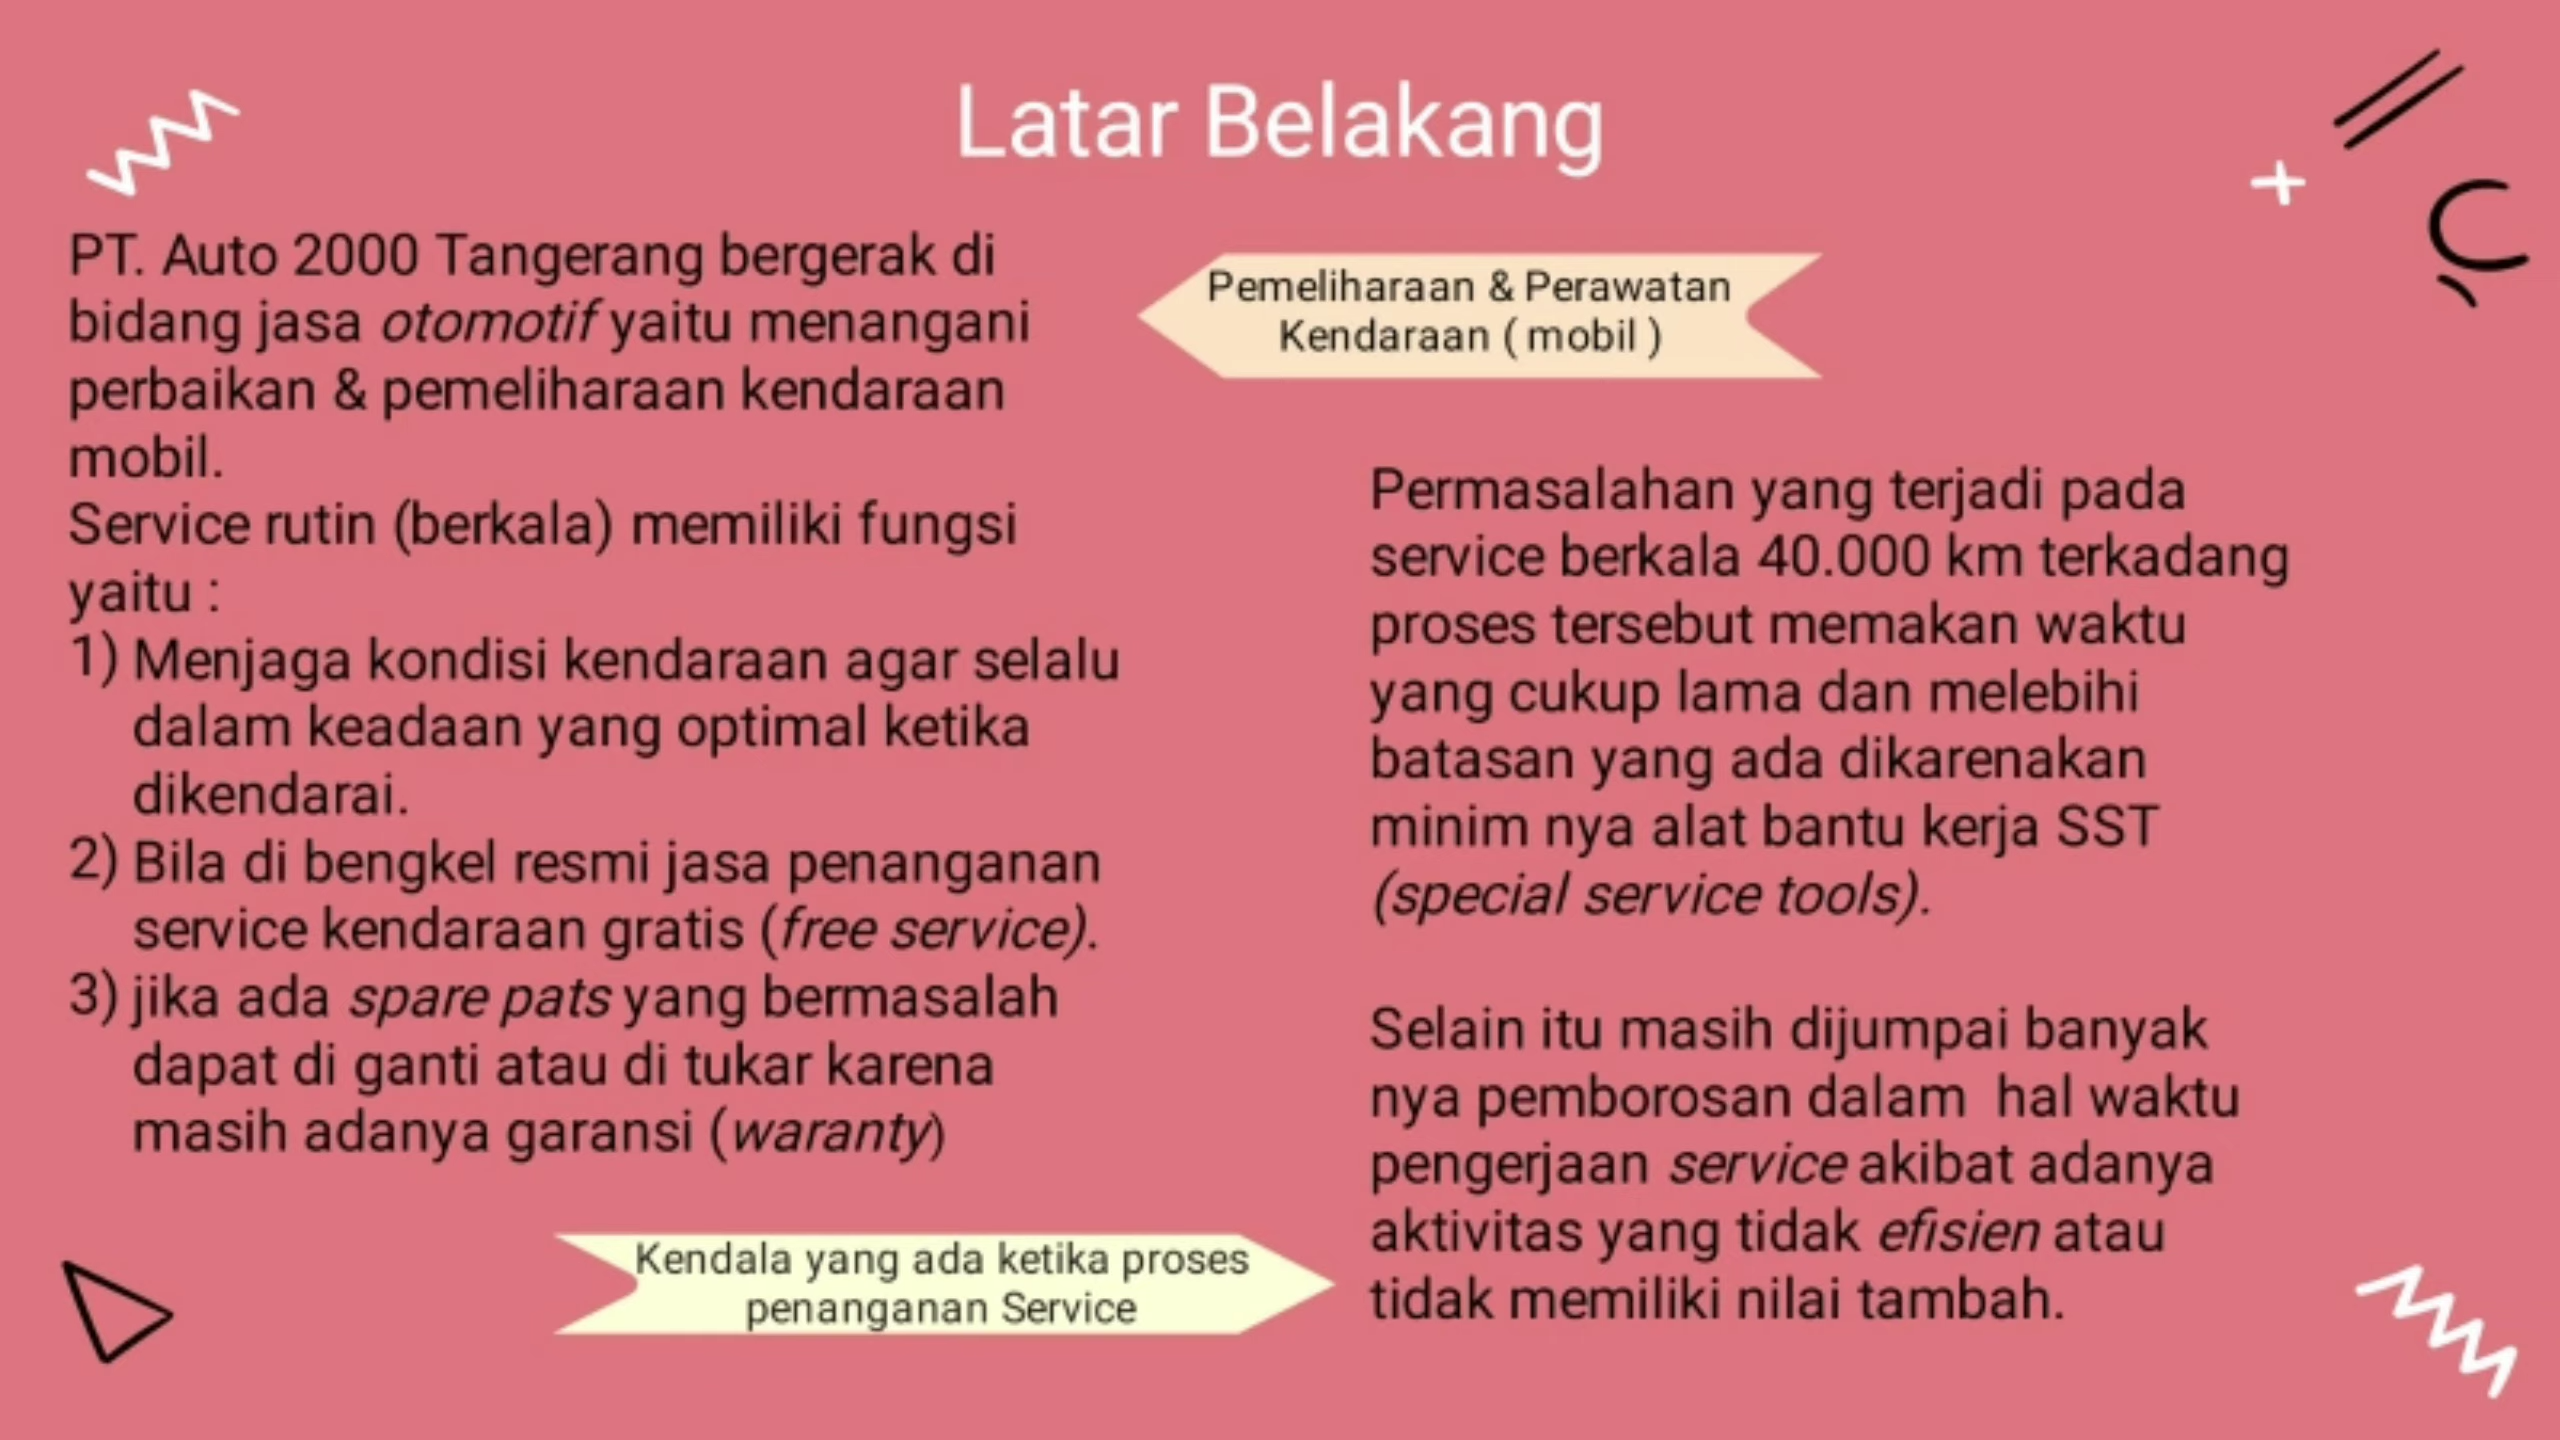 Latar Belakang
PT. Auto 2000 Tangerang bergerak di
bidang jasa otomotif yaitu menangani
perbaikan & pemeliharaan kendaraan
mobil.
Service rutin (berkala) memiliki fungsi
yaitu :
1) Menjaga kondisi kendaraan agar selalu
dalam keadaan yang optimal ketika
dikendarai.
2) Bila di bengkel resmi jasa penanganan
service kendaraan gratis (free service).
3) jika ada spare pats yang bermasalah
dapat di ganti atau di tukar karena
masih adanya garansi (waranty)
Pemeliharaan & Perawatan
Kendaraan ( mobil )
Kendala yang ada ketika proses
penanganan Service
Permasalahan yang terjadi pada
service berkala 40.000 km terkadang
proses tersebut memakan waktu
yang cukup lama dan melebihi
batasan yang ada dikarenakan
minim nya alat bantu kerja SST
(special service tools).
Selain itu masih dijumpai banyak
nya pemborosan dalam  hal waktu
pengerjaan service akibat adanya
aktivitas yang tidak efisien atau
tidak memiliki nilai tambah.